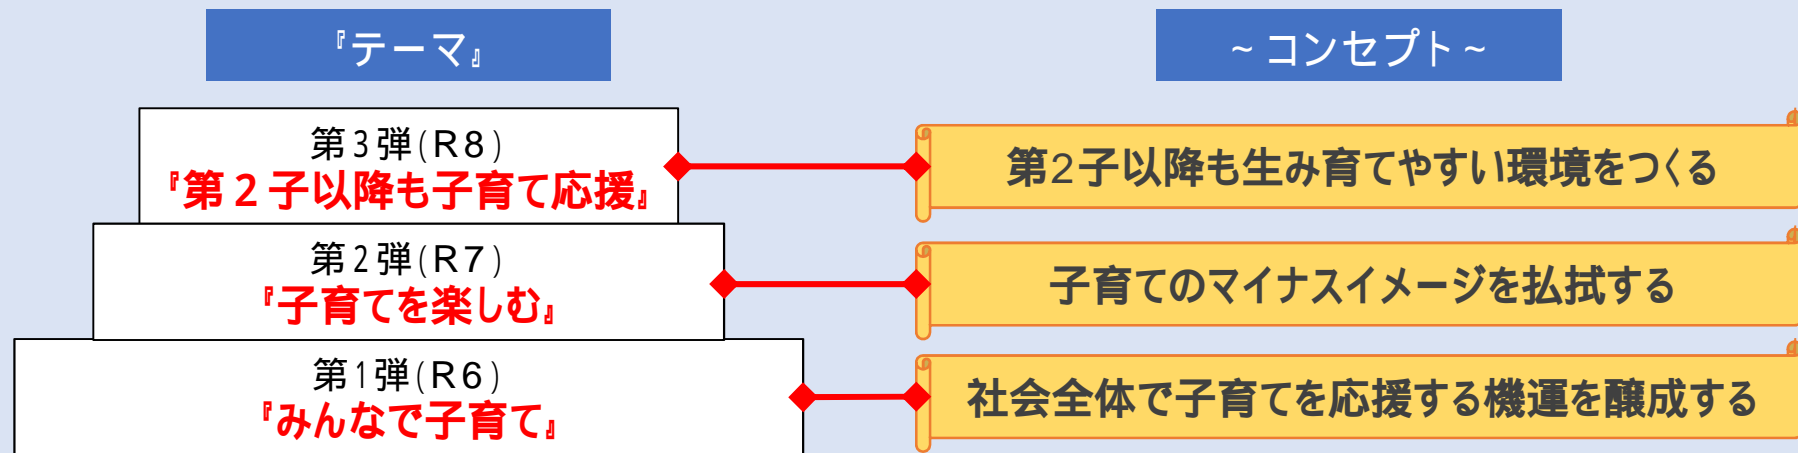 『テーマ』
~コンセプト~
第3弾(R8)
『第2子以降も子育て応援』
第2子以降も生み育てやすい環境をつくる
第2弾(R7)
『子育てを楽しむ』
子育てのマイナスイメージを払拭する
第1弾(R6)
『みんなで子育て』
社会全体で子育てを応援する機運を醸成する